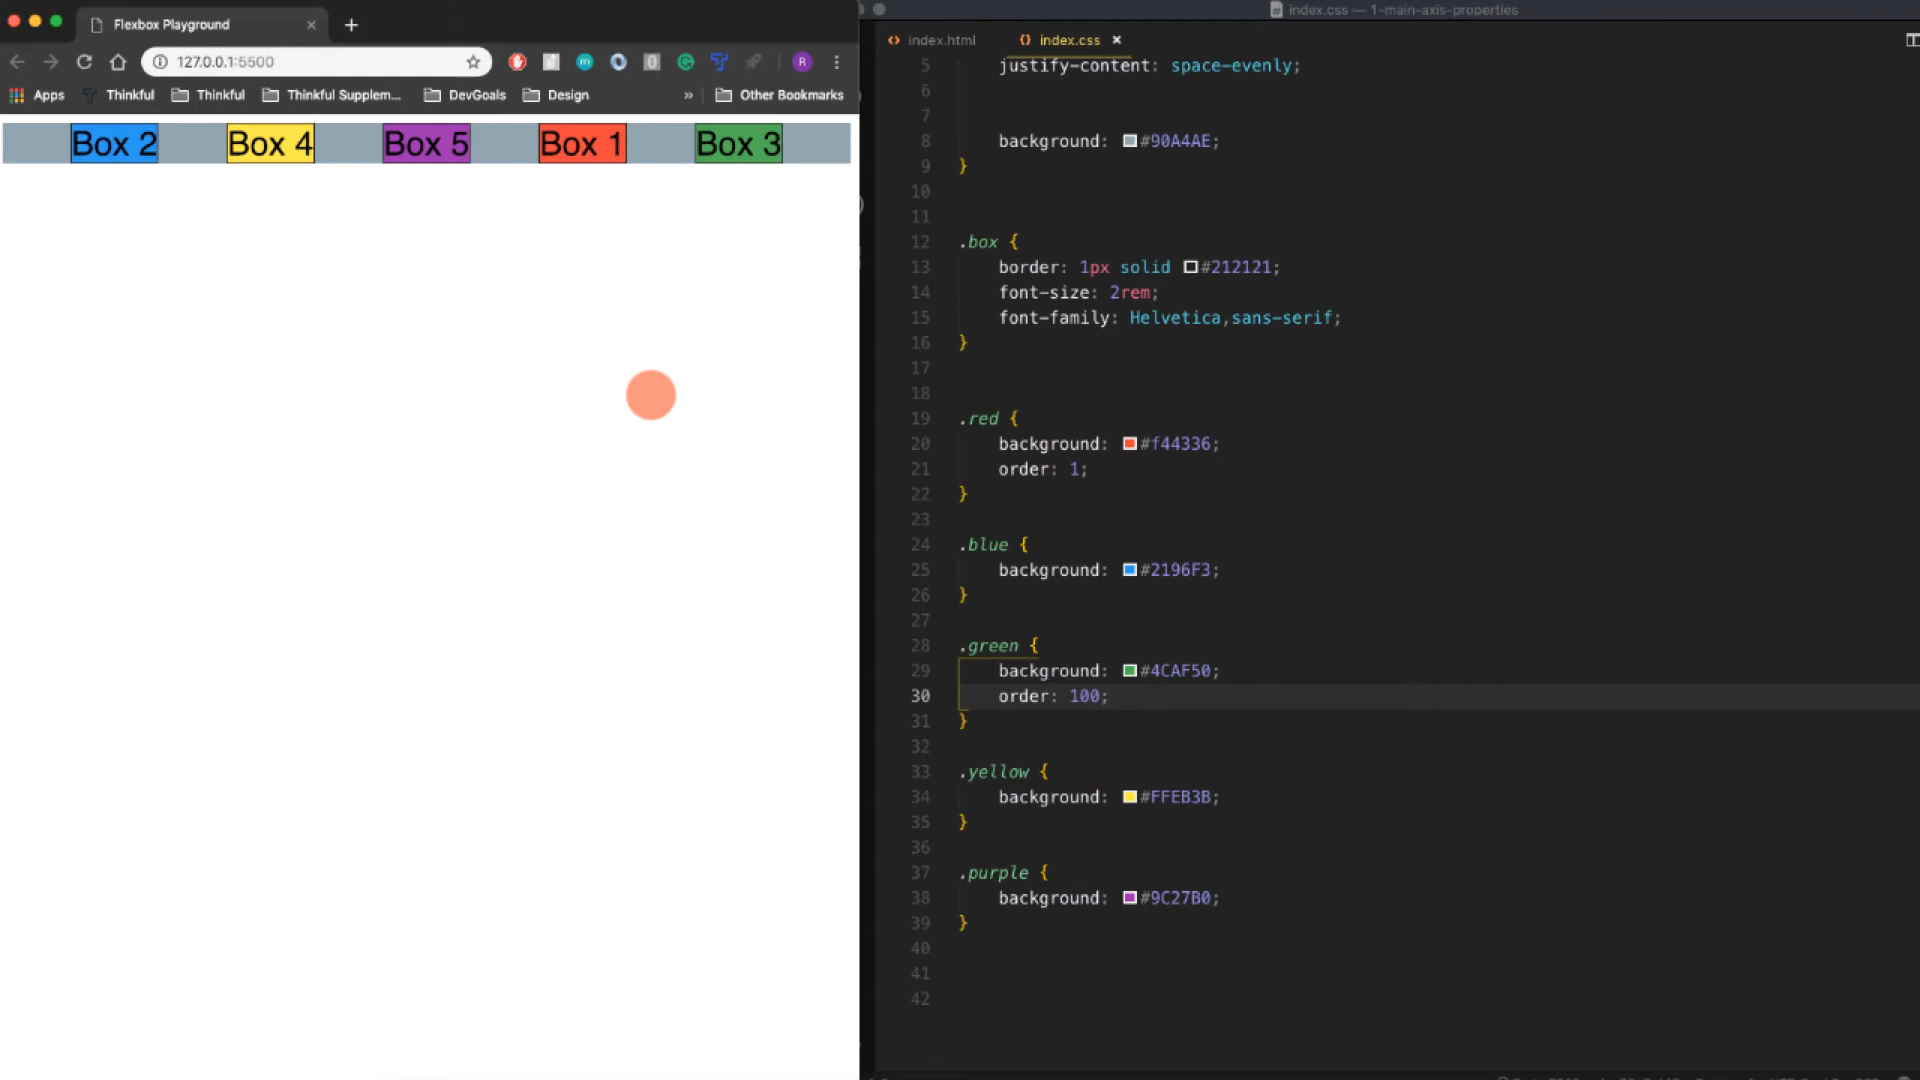 Flexbox Playground
127.0.0.1:5500
Apps Thinkful Thinkful Thinkful Supplem... DevGoals Design » Other Bookmarks
Box 2 Box 4 Box 5 Box 1 Box 3
index.css — 1-main-axis-properties
index.html index.css
5 justify-content: space-evenly;
6
7
8 background: #90A4AE;
9 }
10
11
12 .box {
13 border: 1px solid #212121;
14 font-size: 2rem;
15 font-family: Helvetica,sans-serif;
16 }
17
18
19 .red {
20 background: #f44336;
21 order: 1;
22 }
23
24 .blue {
25 background: #2196F3;
26 }
27
28 .green {
29 background: #4CAF50;
30 order: 100;
31 }
32
33 .yellow {
34 background: #FFEB3B;
35 }
36
37 .purple {
38 background: #9C27B0;
39 }
40
41
42